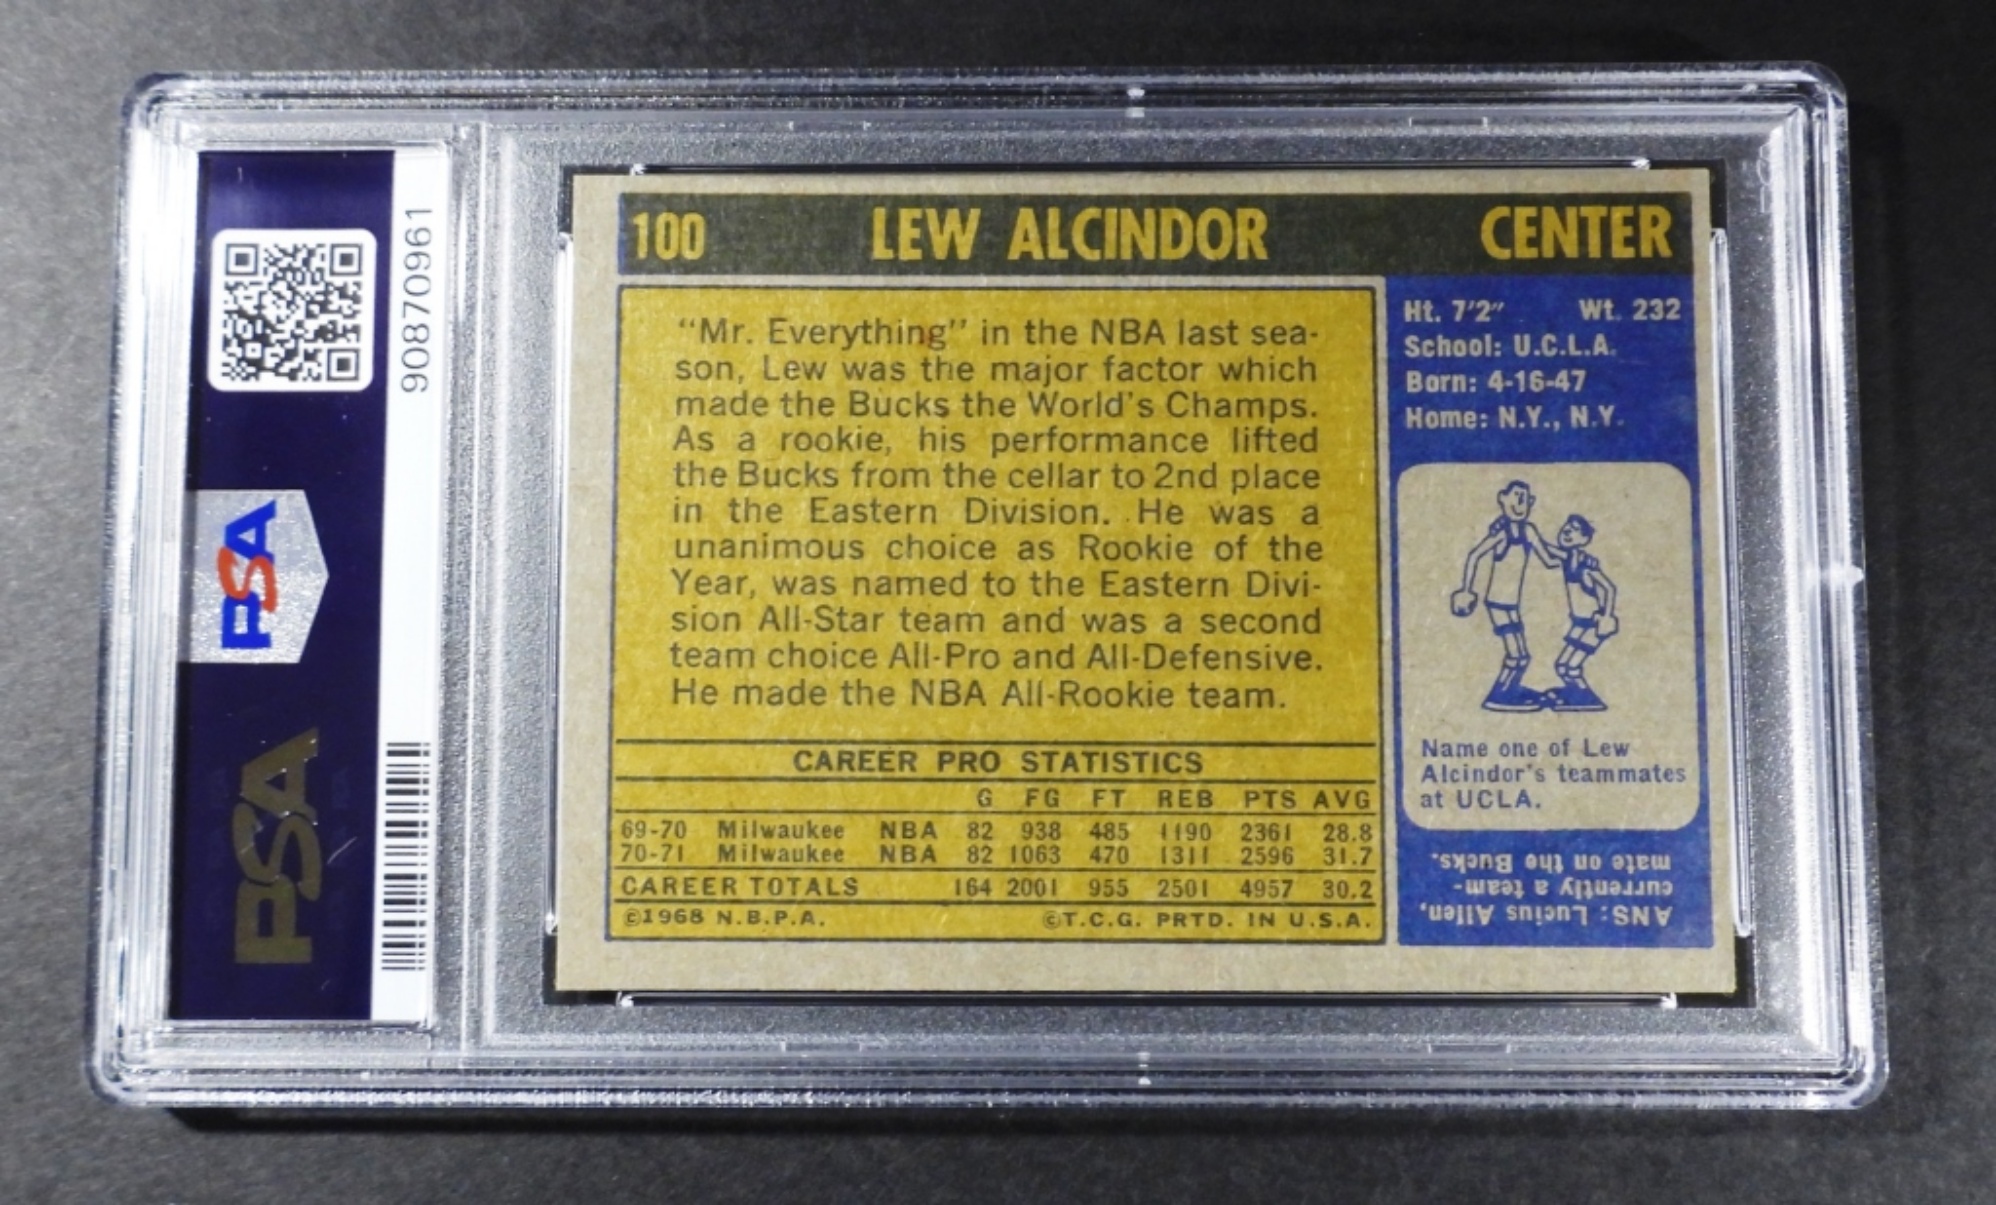 90870961
PSA
PSA
100 LEW ALCINDOR CENTER
"Mr. Everything" in the NBA last sea-
son, Lew was the major factor which
made the Bucks the World's Champs.
As a rookie, his performance lifted
the Bucks from the cellar to 2nd place
in the Eastern Division. He was a
unanimous choice as Rookie of the
Year, was named to the Eastern Divi-
sion All-Star team and was a second
team choice All-Pro and All-Defensive.
He made the NBA All-Rookie team.
CAREER PRO STATISTICS
G FG FT REB PTS AVG
69-70 Milwaukee NBA 82 938 485 1190 2361 28.8
70-71 Milwaukee NBA 82 1063 470 1311 2596 31.7
CAREER TOTALS 164 2001 955 2501 4957 30.2
©1968 N.B.P.A. ©T.C.G. PRTD. IN U.S.A.
Ht. 7'2" Wt. 232
School: U.C.L.A.
Born: 4-16-47
Home: N.Y., N.Y.
Name one of Lew
Alcindor's teammates
at UCLA.
ANS: Lucius Allen,
currently a team-
mate on the Bucks.